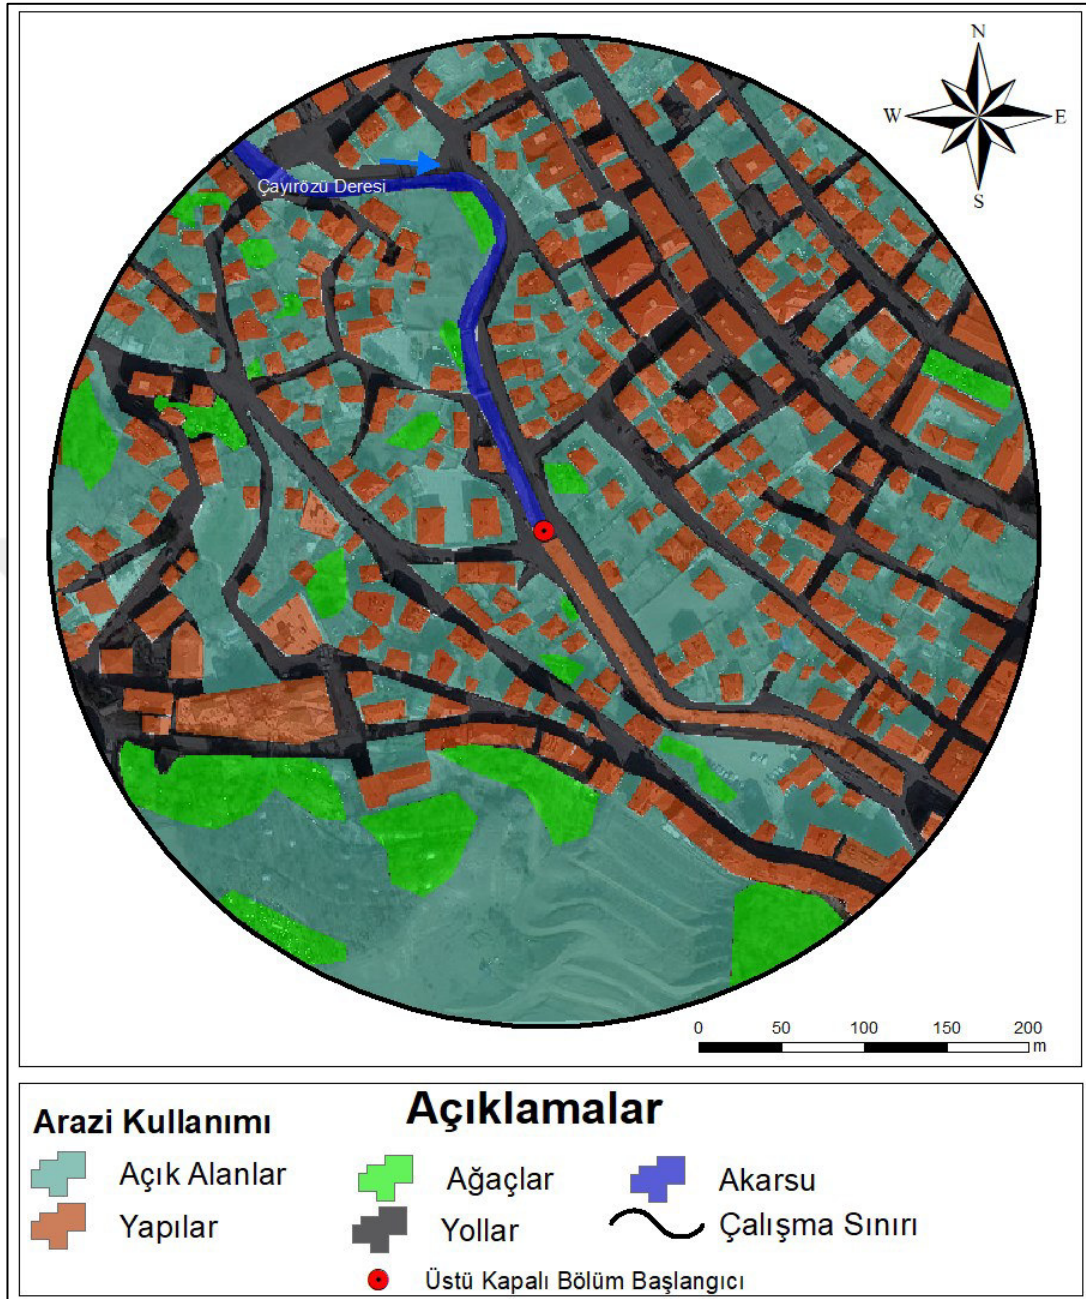 N
W E
S
Çayırözü Deresi
0 50 100 150 200
m
Açıklamalar
Arazi Kullanımı
Açık Alanlar
Ağaçlar
Akarsu
Yapılar
Yollar
Çalışma Sınırı
Üstü Kapalı Bölüm Başlangıcı